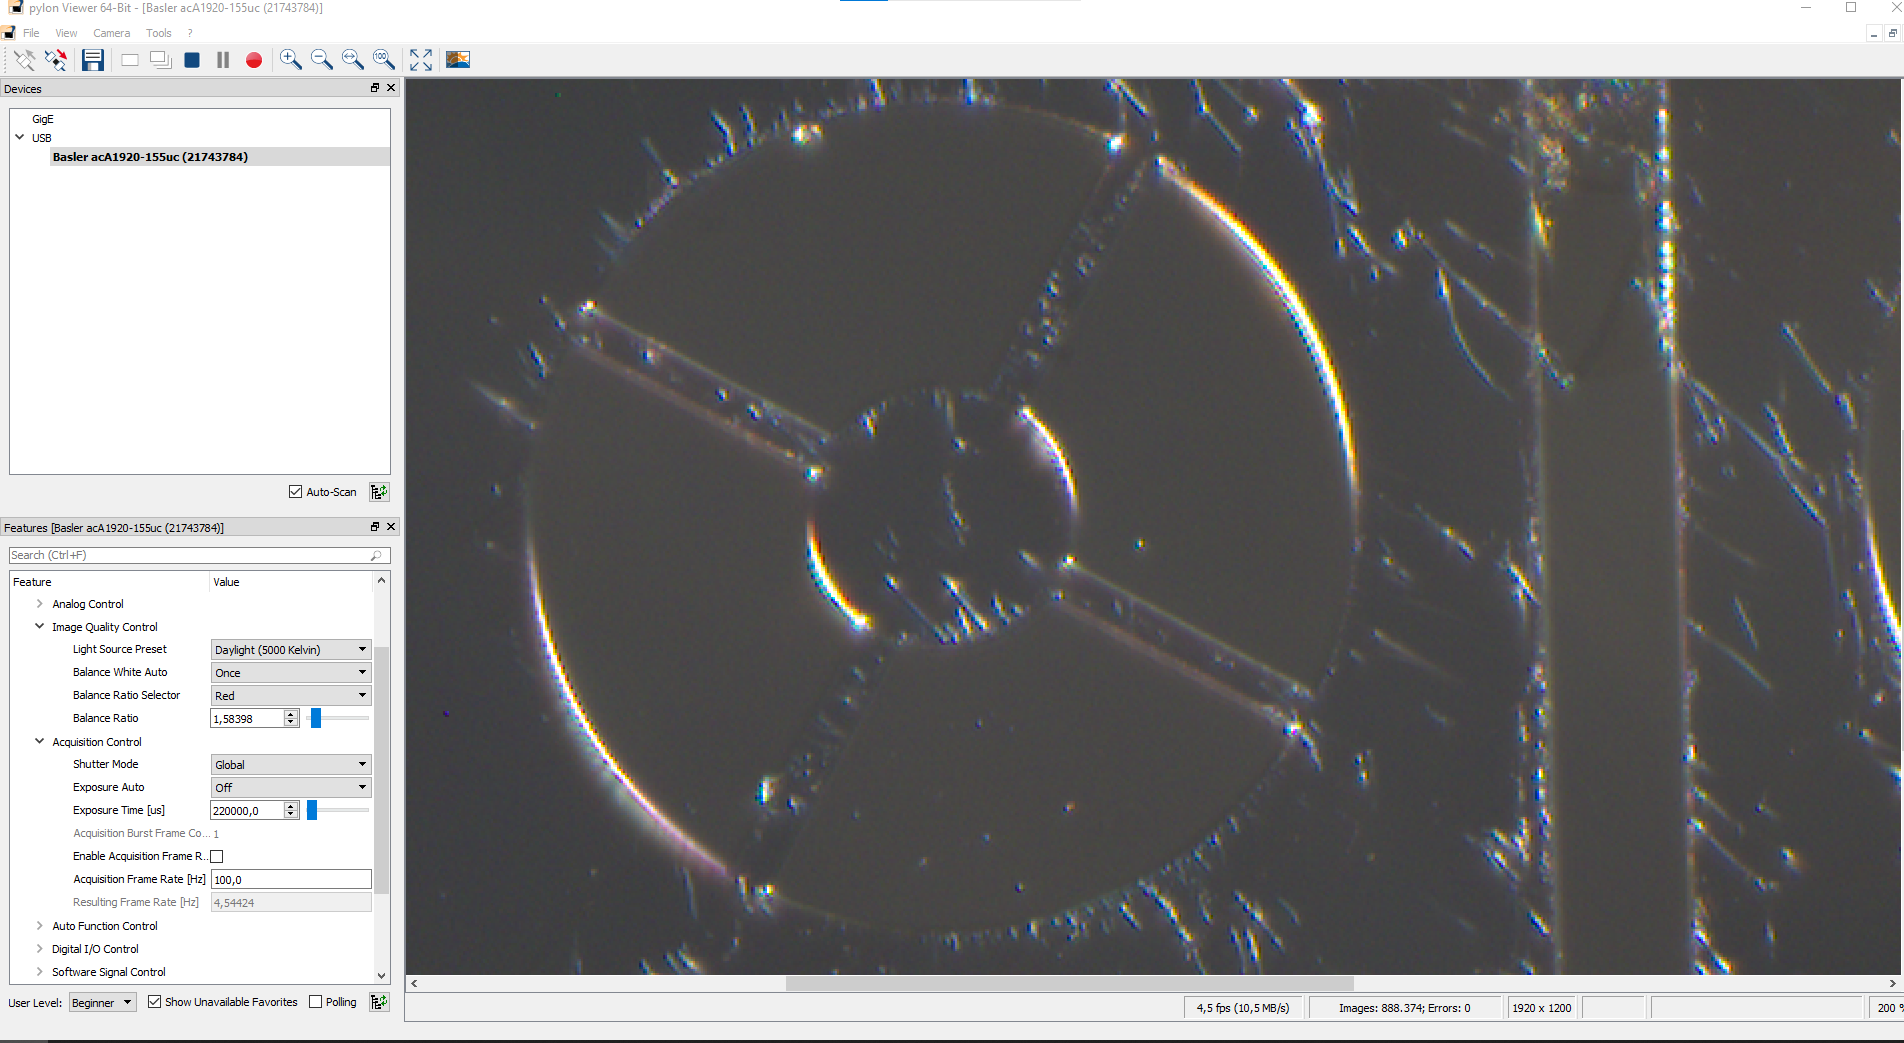 pylon Viewer 64-Bit - [Basler acA1920-155uc (21743784)]
File View Camera Tools ?
100
Devices
GigE
USB
Basler acA1920-155uc (21743784)
Auto-Scan
Features [Basler acA1920-155uc (21743784)]
Search (Ctrl+F)
Feature Value
Analog Control
Image Quality Control
Light Source Preset Daylight (5000 Kelvin)
Balance White Auto Once
Balance Ratio Selector Red
Balance Ratio 1,58398
Acquisition Control
Shutter Mode Global
Exposure Auto Off
Exposure Time [us] 220000,0
Acquisition Burst Frame Co... 1
Enable Acquisition Frame R...
Acquisition Frame Rate [Hz] 100,0
Resulting Frame Rate [Hz] 4,54424
Auto Function Control
Digital I/O Control
Software Signal Control
User Level: Beginner Show Unavailable Favorites Polling
4,5 fps (10,5 MB/s) Images: 888.374; Errors: 0 1920 x 1200 200 %